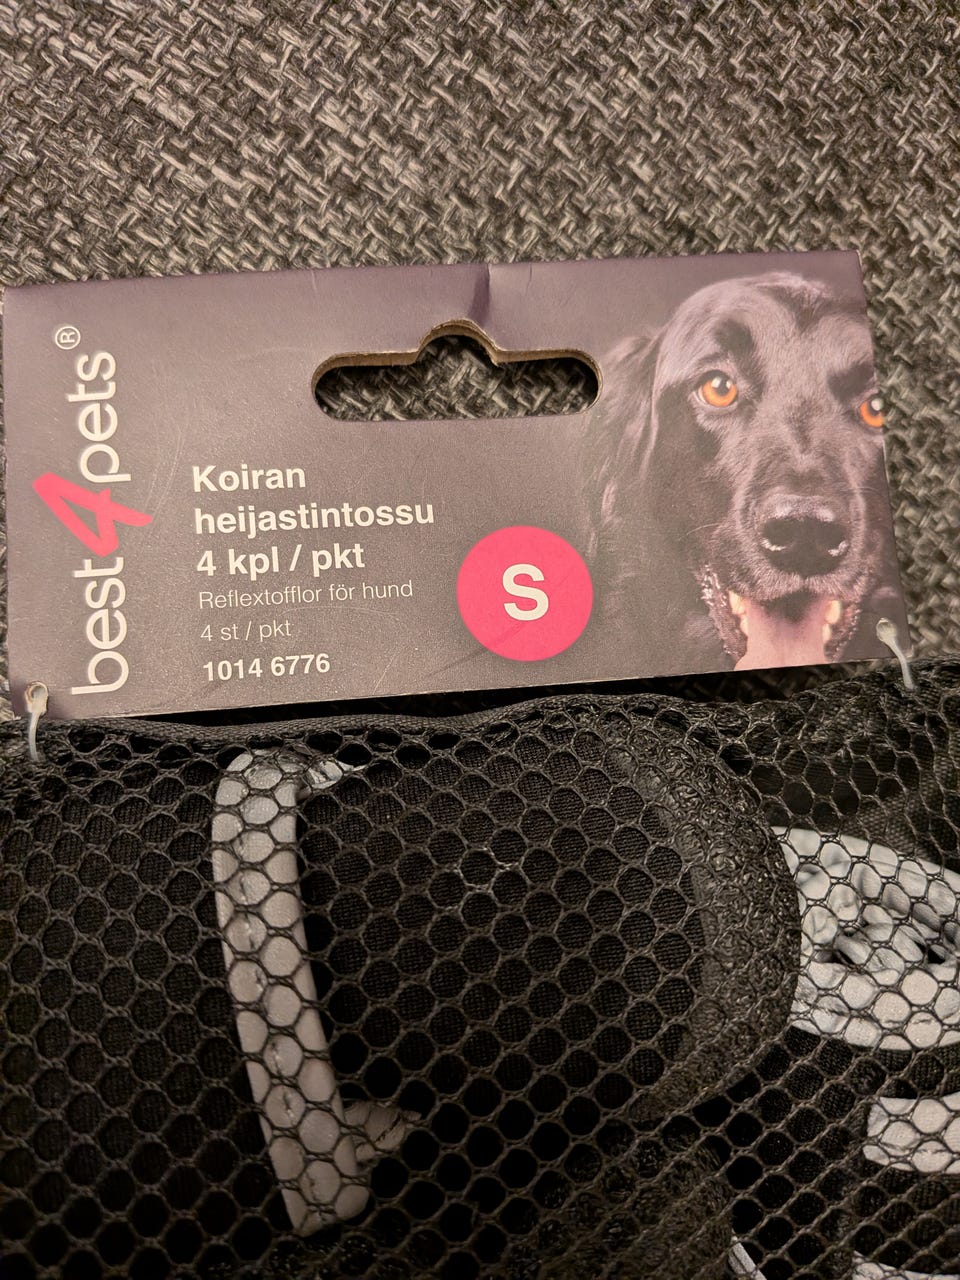 best4pets®
Koiran
heijastintossu
4 kpl / pkt
Reflextofflor för hund
4 st / pkt
1014 6776
S